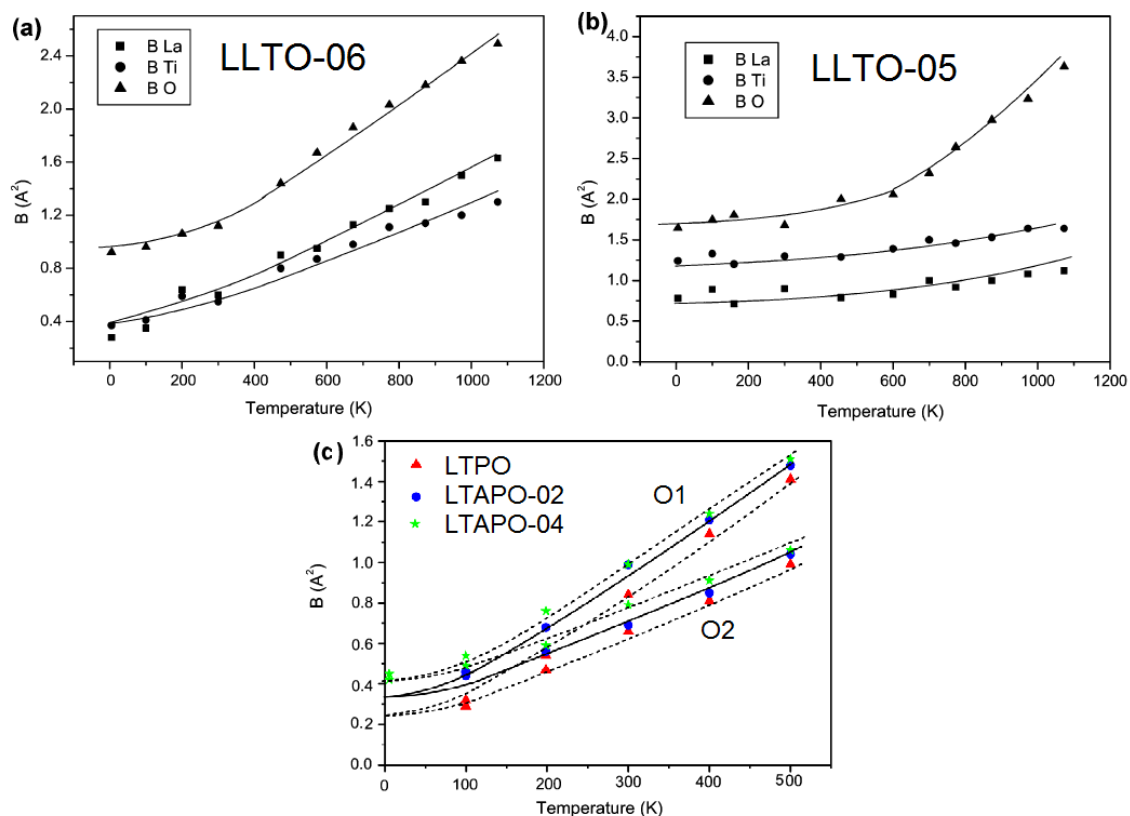 (a)
B La
B Ti
B O
LLTO-06
B (A²)
2.4
2.0
1.6
1.2
0.8
0.4
0 200 400 600 800 1000 1200
Temperature (K)
(b)
B La
B Ti
B O
LLTO-05
B (A²)
4.0
3.5
3.0
2.5
2.0
1.5
1.0
0.5
0.0
0 200 400 600 800 1000 1200
Temperature (K)
(c)
LTPO
LTAPO-02
LTAPO-04
O1
O2
B (A²)
1.6
1.4
1.2
1.0
0.8
0.6
0.4
0.2
0.0
0 100 200 300 400 500
Temperature (K)